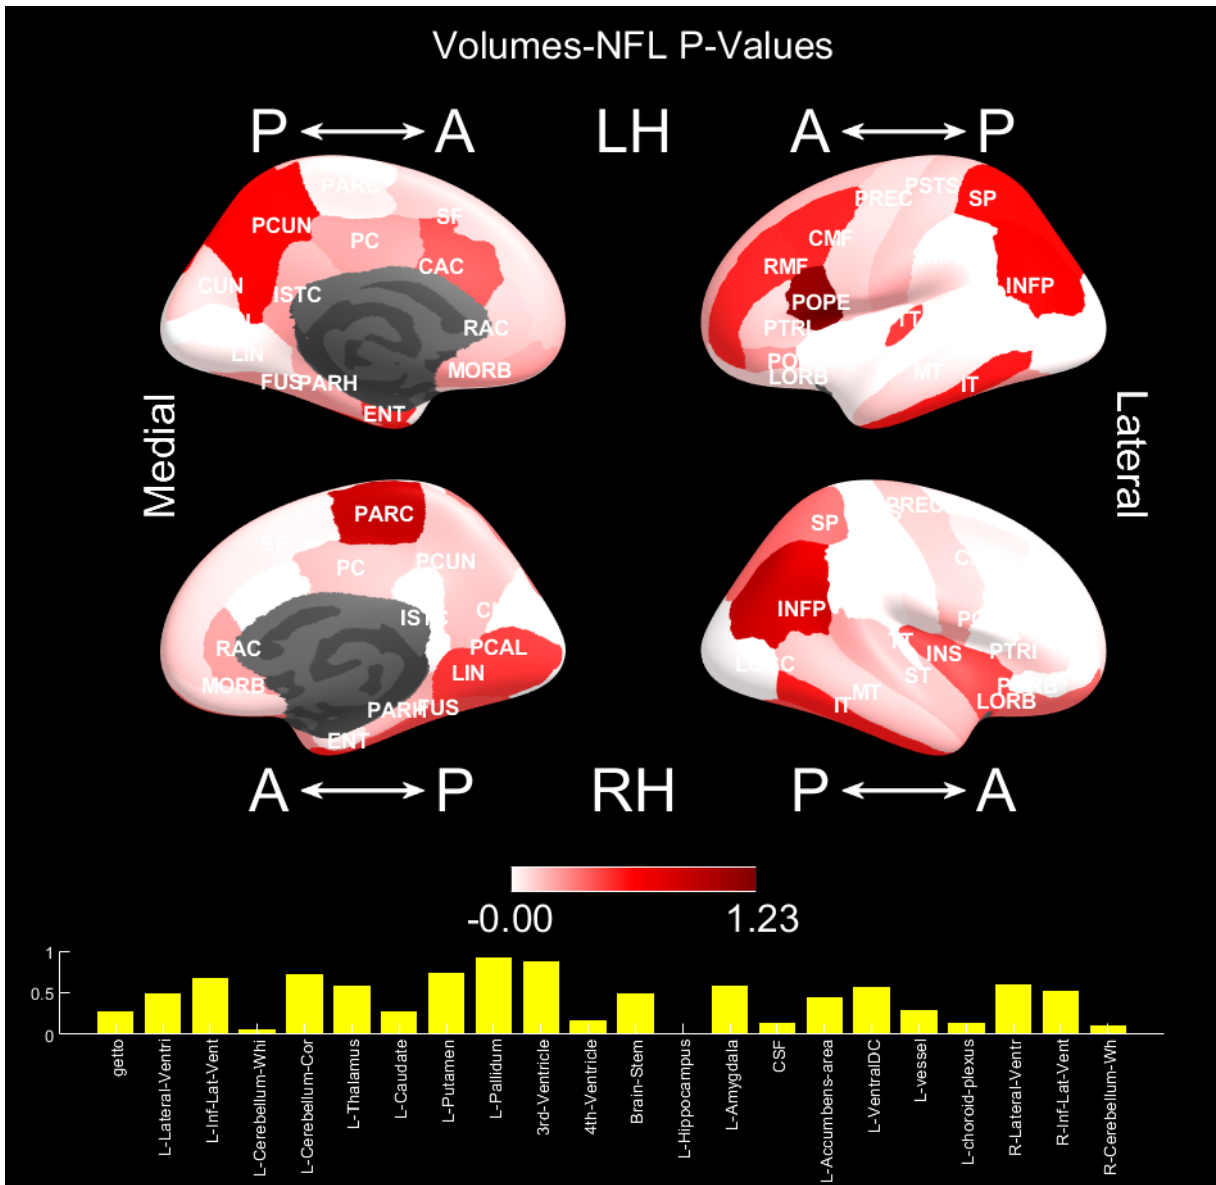 Volumes-NFL P-Values
P A LH A P
PARC
SF
PCUN
PC
CAC
CUN
ISTC
RAC
LIN
MORB
FUS
PARH
ENT
PREC
PSTS
SP
CMF
RMF
INFP
POPE
TT
PTRI
LORB
MT
IT
Medial
Lateral
PARC
PC
PCUN
ISTC
RAC
PCAL
LIN
MORB
PARH
FUS
ENT
PREC
SP
INFP
TT
INS
PTRI
ST
LORB
MT
IT
A P RH P A
-0.00 1.23
1
0.5
0
getto
L-Lateral-Ventri
L-Inf-Lat-Vent
L-Cerebellum-Whi
L-Cerebellum-Cor
L-Thalamus
L-Caudate
L-Putamen
L-Pallidum
3rd-Ventricle
4th-Ventricle
Brain-Stem
L-Hippocampus
L-Amygdala
CSF
L-Accumbens-area
L-VentralDC
L-vessel
L-choroid-plexus
R-Lateral-Ventr
R-Inf-Lat-Vent
R-Cerebellum-Wh